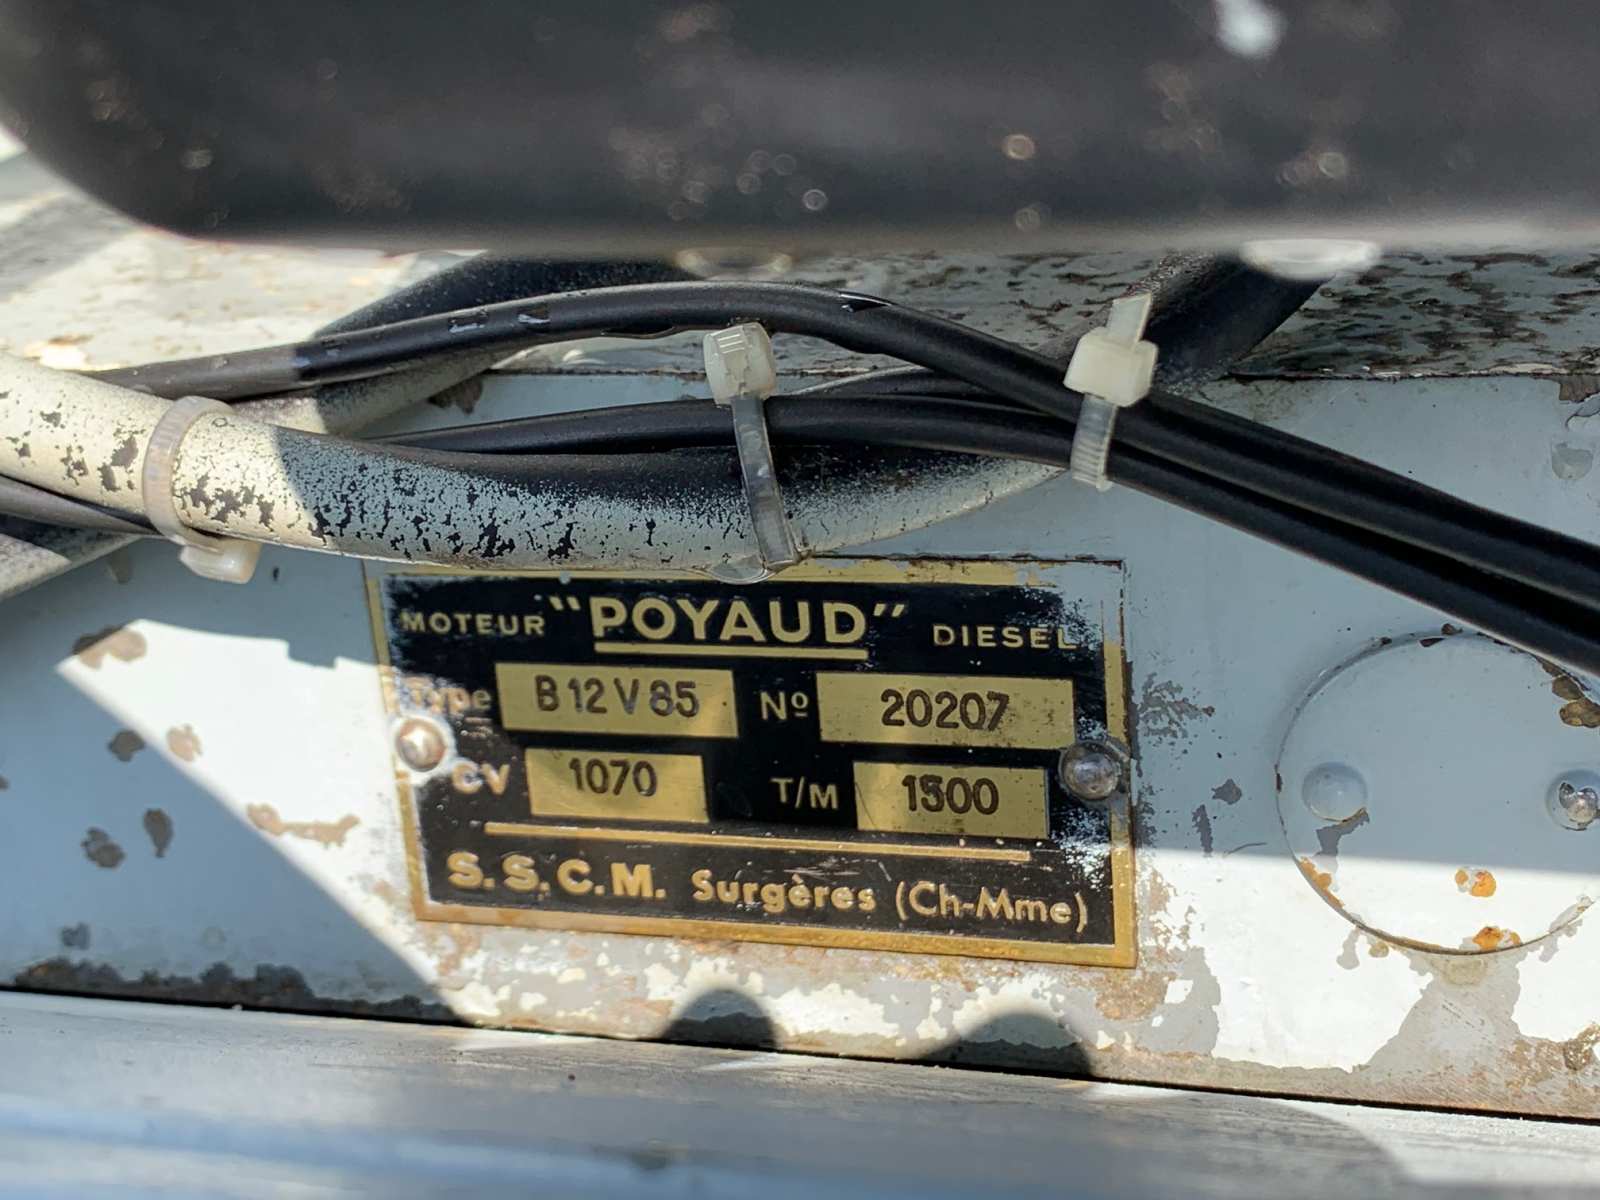 MOTEUR "POYAUD" DIESEL
Type B 12 V 85 Nº 20207
CV 1070 T/M 1500
S.S.C.M. Surgères (Ch-Mme)